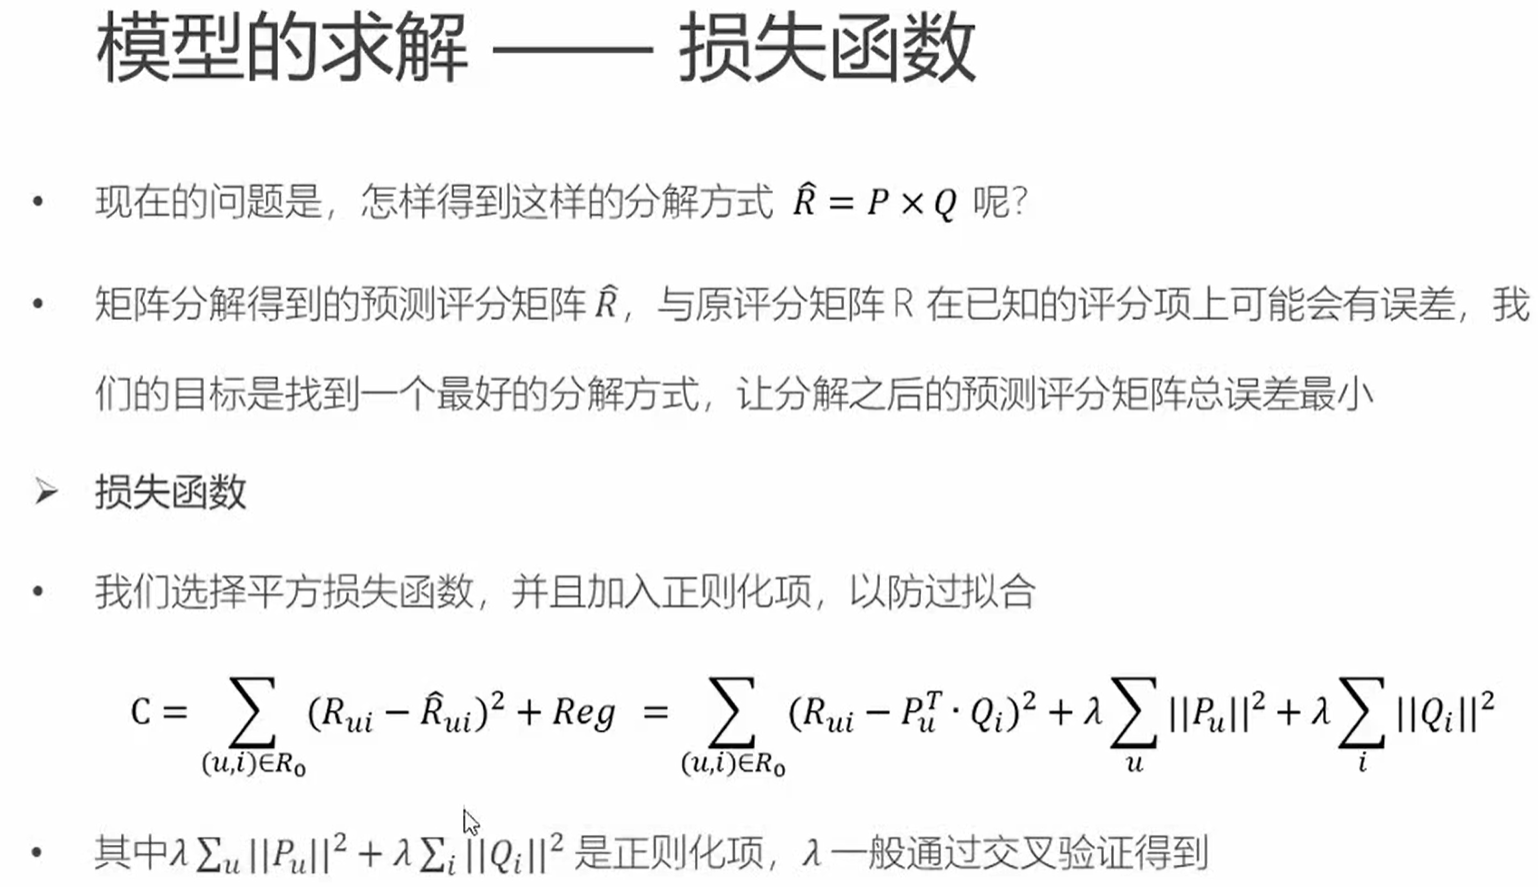 模型的求解 —— 损失函数
• 现在的问题是，怎样得到这样的分解方式 R̂ = P × Q 呢？
• 矩阵分解得到的预测评分矩阵 R̂，与原评分矩阵 R 在已知的评分项上可能会有误差，我
们的目标是找到一个最好的分解方式，让分解之后的预测评分矩阵总误差最小
➢ 损失函数
• 我们选择平方损失函数，并且加入正则化项，以防过拟合
C = ∑_{(u,i)∈R₀} (R_{ui} − R̂_{ui})² + Reg = ∑_{(u,i)∈R₀} (R_{ui} − P_u^T · Q_i)² + λ ∑_u ||P_u||² + λ ∑_i ||Q_i||²
• 其中 λ ∑_u ||P_u||² + λ ∑_i ||Q_i||² 是正则化项，λ 一般通过交叉验证得到